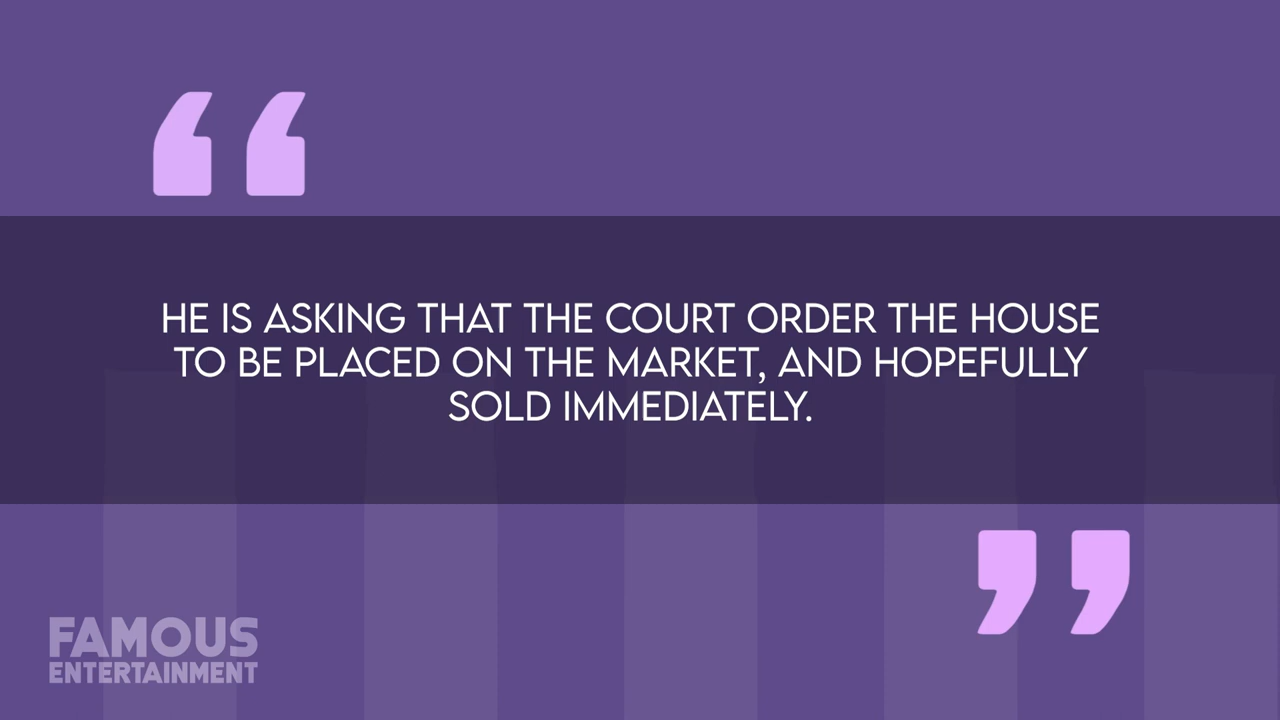 HE IS ASKING THAT THE COURT ORDER THE HOUSE
TO BE PLACED ON THE MARKET, AND HOPEFULLY
SOLD IMMEDIATELY.
FAMOUS
ENTERTAINMENT